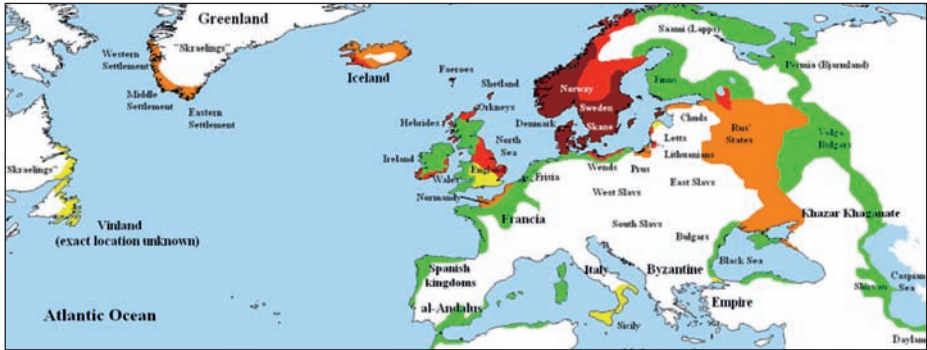 Greenland
"Skraelings"
Western
Settlement
Middle
Settlement
Eastern
Settlement
Iceland
Faeroes
Shetland
Orkneys
Hebrides
North
Sea
Ireland
Wales
England
Normandy
Frisia
Francia
Denmark
Norway
Sweden
Skane
Saami (Lapps)
Finns
Permia (Bjarmland)
Chuds
Letts
Lithuanians
Rus'
States
Volga
Bulgars
Wends
Prus
West Slavs
East Slavs
South Slavs
Khazar Khaganate
Bulgars
Black Sea
Byzantine
Empire
Italy
Sicily
Spanish
kingdoms
al-Andalus
Shirvan
Caspian
Sea
Daylam
Skraelings"
Vinland
(exact location unknown)
Atlantic Ocean